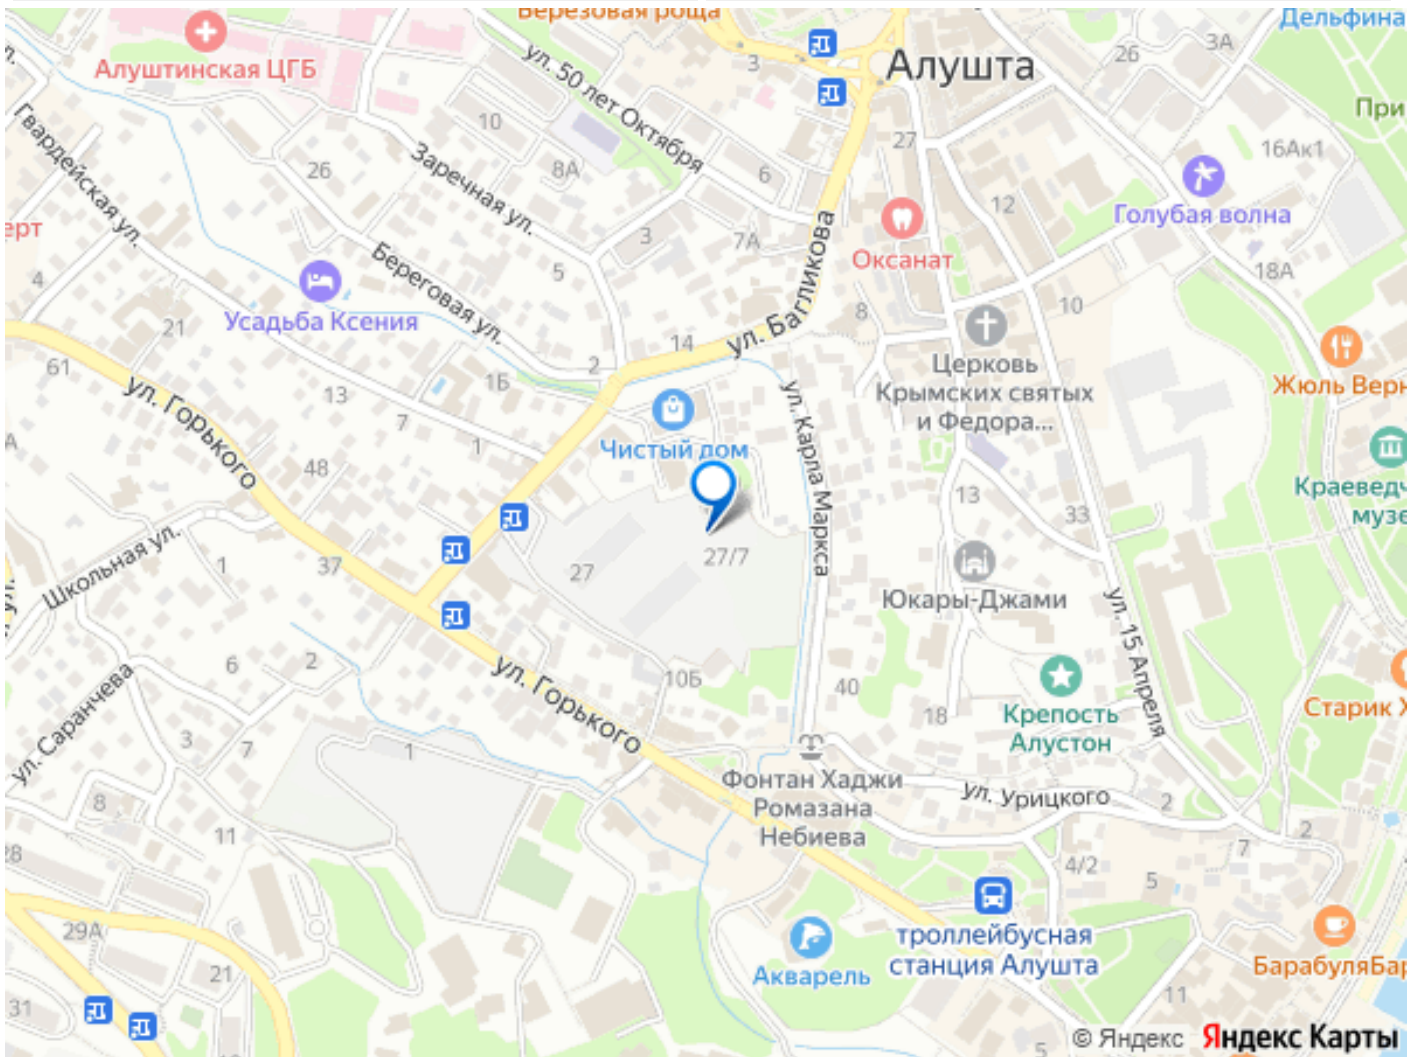 Березовая роща
Дельфина
Алуштинская ЦГБ
ул. 50 лет Октября
3
Алушта
26
3А
При
10
27
16Ак1
Гвардейская ул.
Заречная ул.
8А
6
26
12
Голубая волна
ерт
3
7А
Оксанат
4
5
18А
Береговая ул.
ул. Багликова
10
8
Усадьба Ксения
21
14
Церковь
Крымских святых
и Федора...
61
2
1Б
Жюль Верн
ул. Горького
13
7
1
Чистый дом
ул. Карла Маркса
48
13
Краеведч
музе
33
Школьная ул.
1
37
27
27/7
Юкары-Джами
ул. 15 Апреля
6
2
ул. Горького
10Б
40
18
Крепость
Алустон
Старик Х
ул. Саранчева
3
7
1
8
11
Фонтан Хаджи
Ромазана
Небиева
ул. Урицкого
2
2
7
28
4/2
5
29А
21
31
Акварель
троллейбусная
станция Алушта
БарабуляБар
11
5
© Яндекс Яндекс Карты